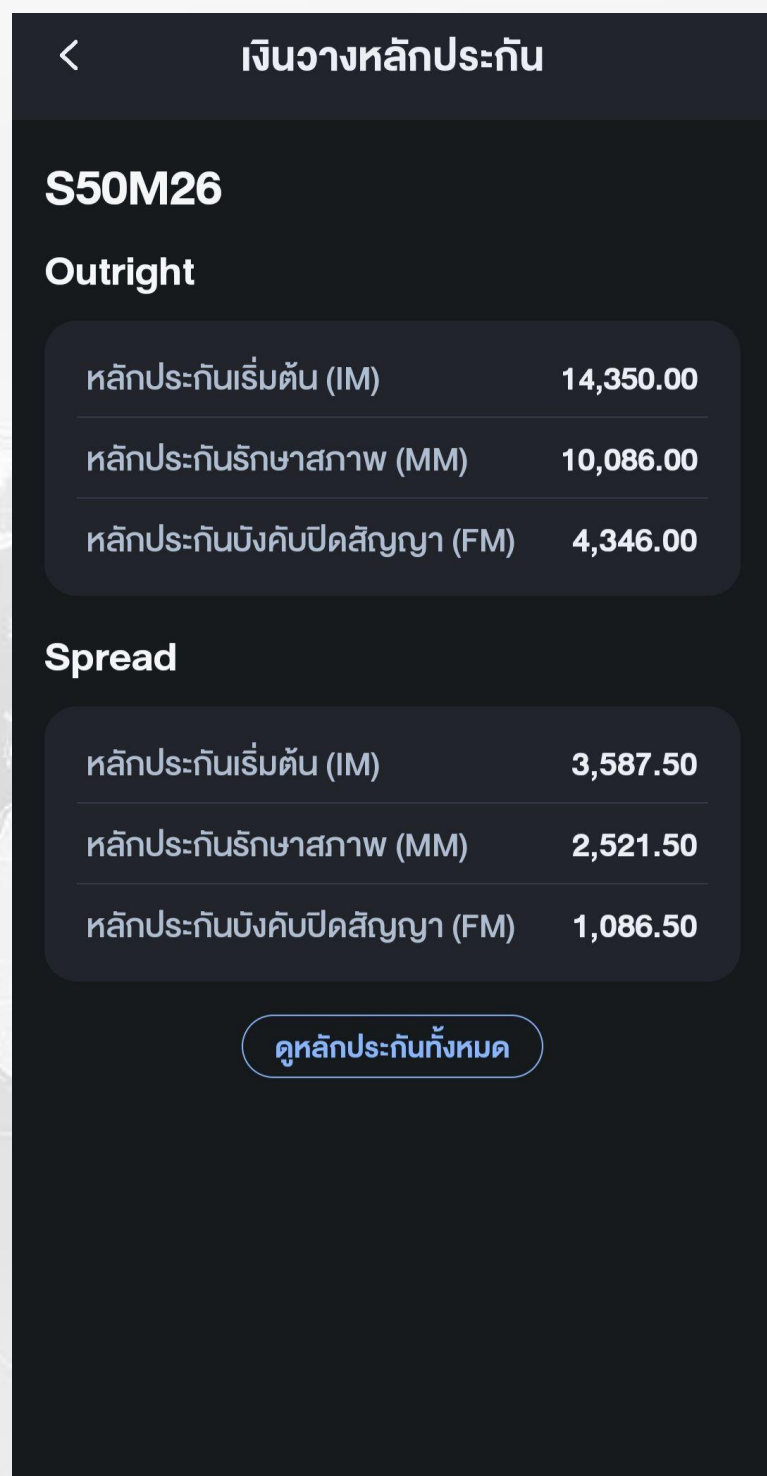 เงินวางหลักประกัน
S50M26
Outright
หลักประกันเริ่มต้น (IM) 14,350.00
หลักประกันรักษาสภาพ (MM) 10,086.00
หลักประกันบังคับปิดสัญญา (FM) 4,346.00
Spread
หลักประกันเริ่มต้น (IM) 3,587.50
หลักประกันรักษาสภาพ (MM) 2,521.50
หลักประกันบังคับปิดสัญญา (FM) 1,086.50
ดูหลักประกันทั้งหมด